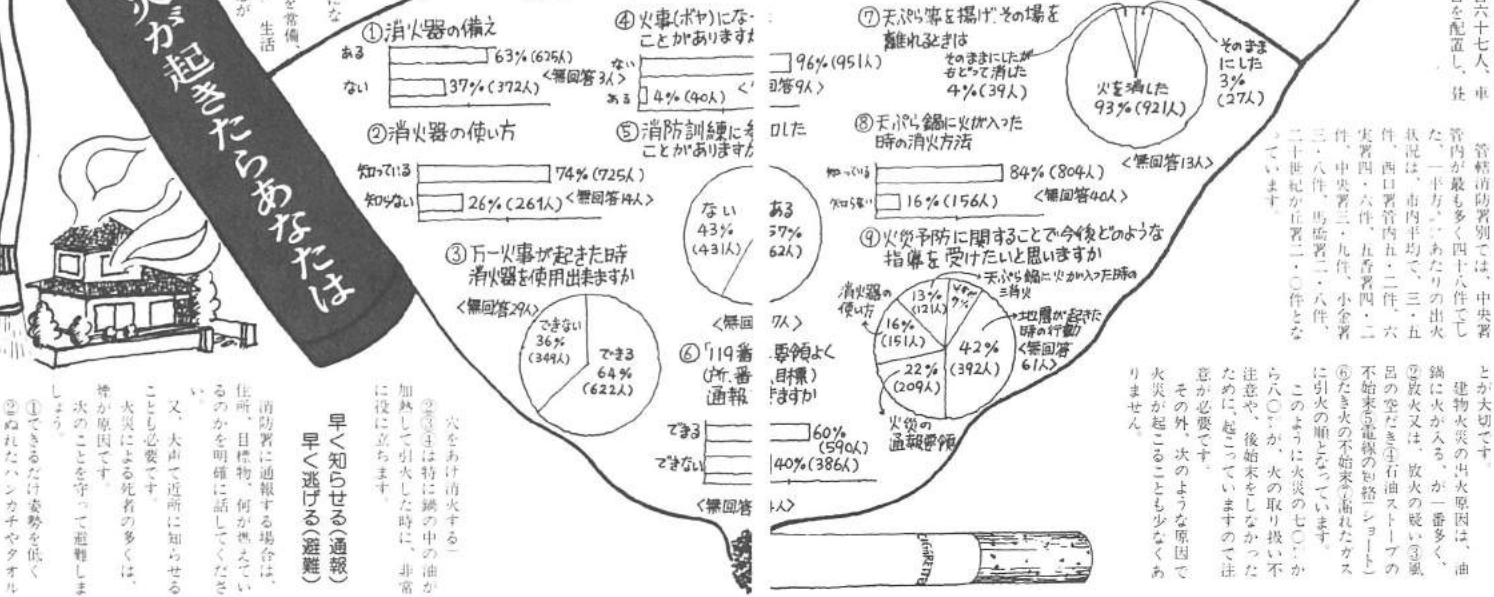 火が起きたらあなたは
を常備、
生活
①消火器の備え
ある 63%(625人)
ない 37%(372人)
<無回答3人>
②消火器の使い方
知っている 74%(725人)
知らない 26%(261人)
<無回答14人>
③万一火事が起きた時
消火器を使用出来ますか
<無回答29人>
できない
36%
(349人)
できる
64%
(622人)
④火事(ボヤ)にな
ことがありますか
ない 96%(951人)
ある 4%(40人)
回答9人>
⑤消防訓練に
ことがありますか
した
ない
43%
(431人)
ある
57%
62人)
<無回
7人>
⑥「119番
要領よく
(所.番
.目標)
通報
きますか
できる 60%
(590人)
できない 40%(386人)
<無回答
人>
⑦天ぷら等を揚げ、その場を
離れるときは
そのままにしたが
もどって消した
4%(39人)
そのまま
にした
3%
(27人)
火を消した
93%(921人)
<無回答13人>
⑧天ぷら鍋に火が入った
時の消火方法
知っている 84%(804人)
知らない 16%(156人)
<無回答40人>
⑨火災予防に関することで今後どのような
指導を受けたいと思いますか
天ぷら鍋に火が入った時の
消火
13%
(121人)
消火器の
使い方
16%
(151人)
22%
(209人)
火災の
通報要領
地震が起きた
時の行動
42%
(392人)
<無回答
61人>
CIGARETTE
六十七人、車
を配置し、昼
管轄消防署別では、中央署
管内が最も多く四十八件でし
た。一平方
にあたりの出火
状況は、市内平均で、三・五
件、西口署管内五・二件、六
実署四・六件、五香署四・二
件、中央署三・九件、小金署
三・八件、馬橋署二・八件、
二十世紀が丘署二・〇件とな
っています。
とが大切です。
建物火災の出火原因は、油
鍋に火が入る、が一番多く、
②放火又は、放火の疑い③風
呂の空だき④石油ストーブの
不始末⑤電線の短絡(ショート)
⑥たき火の不始末⑦漏れたガス
に引火の順となっています。
このように火災の七〇
か
ら八〇
が、火の取り扱い不
注意や、後始末をしなかった
ために、起こっていますので注
意が必要です。
その外、次のような原因で
火災が起こることも少なくあ
りません。
穴をあけ消火する
②③④は特に鍋の中の油が
加熱して引火した時に、非常
に役に立ちます。
早く知らせる(通報)
早く逃げる(避難)
消防署に通報する場合は、
住所、目標物、何が燃えてい
るのかを明確に話してくださ
い。
又、大声で近所に知らせる
ことも必要です。
火災による死者の多くは、
煙が原因です。
次のことを守って避難しま
しょう。
①できるだけ姿勢を低く
②ぬれたハンカチやタオル